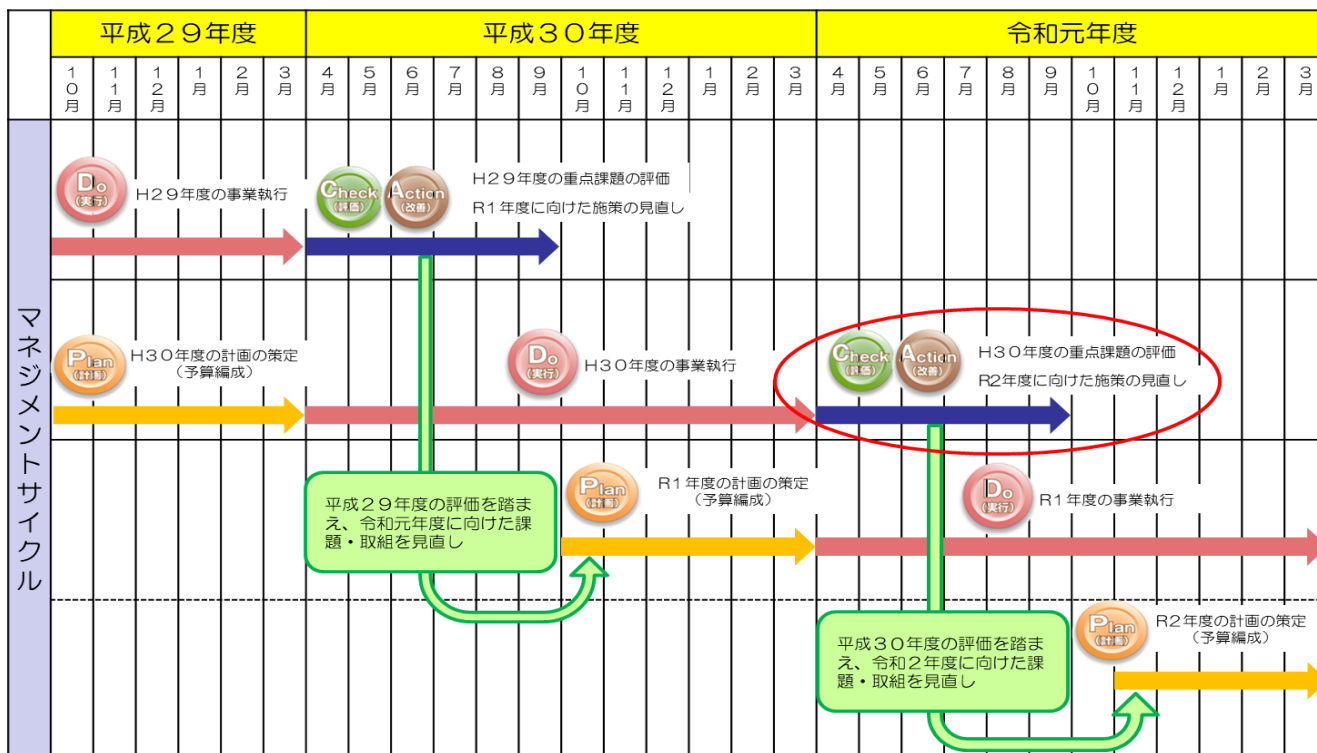 平成２９年度
平成３０年度
令和元年度
10月
11月
12月
1月
2月
3月
4月
5月
6月
7月
8月
9月
10月
11月
12月
1月
2月
3月
4月
5月
6月
7月
8月
9月
10月
11月
12月
1月
2月
3月
マネジメントサイクル
Do
(実行)
H２９年度の事業執行
Check
(評価)
Action
(改善)
H２９年度の重点課題の評価
R１年度に向けた施策の見直し
Plan
(計画)
H３０年度の計画の策定
（予算編成）
Do
(実行)
H３０年度の事業執行
Check
(評価)
Action
(改善)
H３０年度の重点課題の評価
R２年度に向けた施策の見直し
平成２９年度の評価を踏ま
え、令和元年度に向けた課
題・取組を見直し
Plan
(計画)
R１年度の計画の策定
（予算編成）
Do
(実行)
R１年度の事業執行
平成３０年度の評価を踏ま
え、令和２年度に向けた課
題・取組を見直し
Plan
(計画)
R２年度の計画の策定
（予算編成）